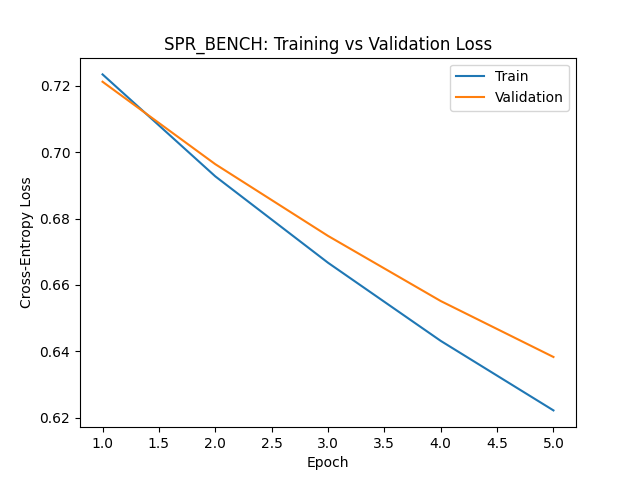 SPR_BENCH: Training vs Validation Loss
Train
Validation
Cross-Entropy Loss
0.72
0.70
0.68
0.66
0.64
0.62
1.0 1.5 2.0 2.5 3.0 3.5 4.0 4.5 5.0
Epoch